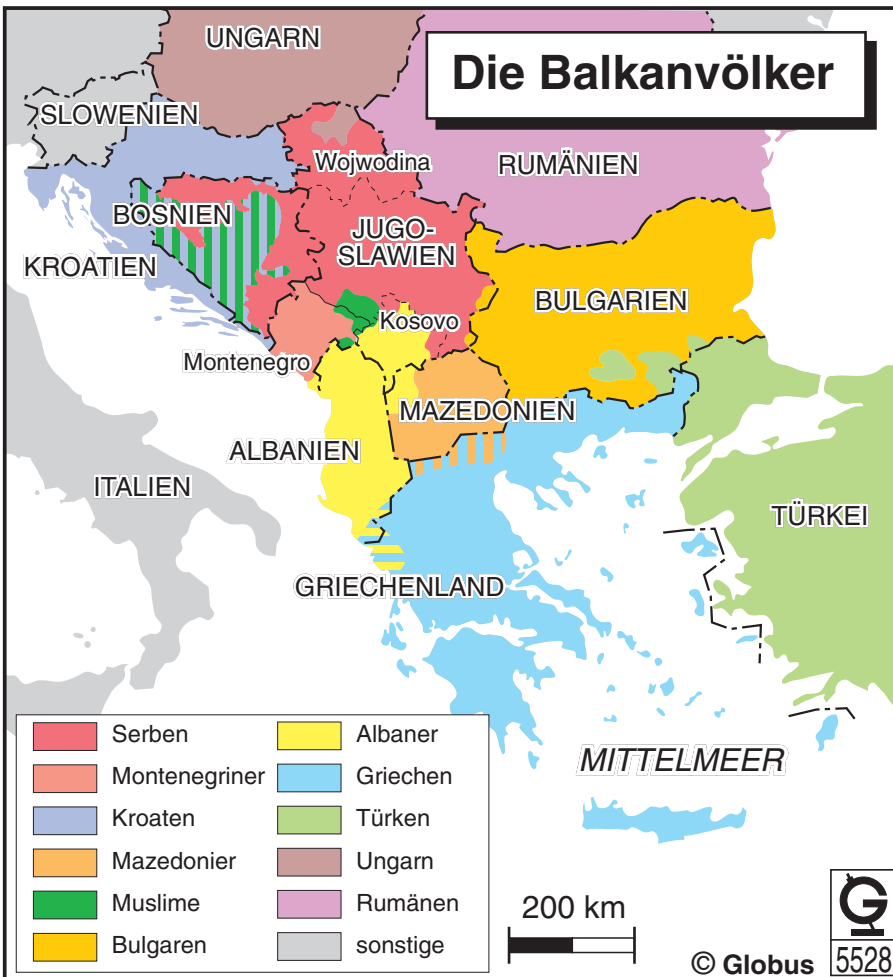 UNGARN
Die Balkanvölker
SLOWENIEN
Wojwodina
RUMÄNIEN
BOSNIEN
JUGO-
SLAWIEN
KROATIEN
BULGARIEN
Kosovo
Montenegro
MAZEDONIEN
ALBANIEN
ITALIEN
TÜRKEI
GRIECHENLAND
MITTELMEER
Serben
Montenegriner
Kroaten
Mazedonier
Muslime
Bulgaren
Albaner
Griechen
Türken
Ungarn
Rumänen
sonstige
200 km
© Globus
G
5528